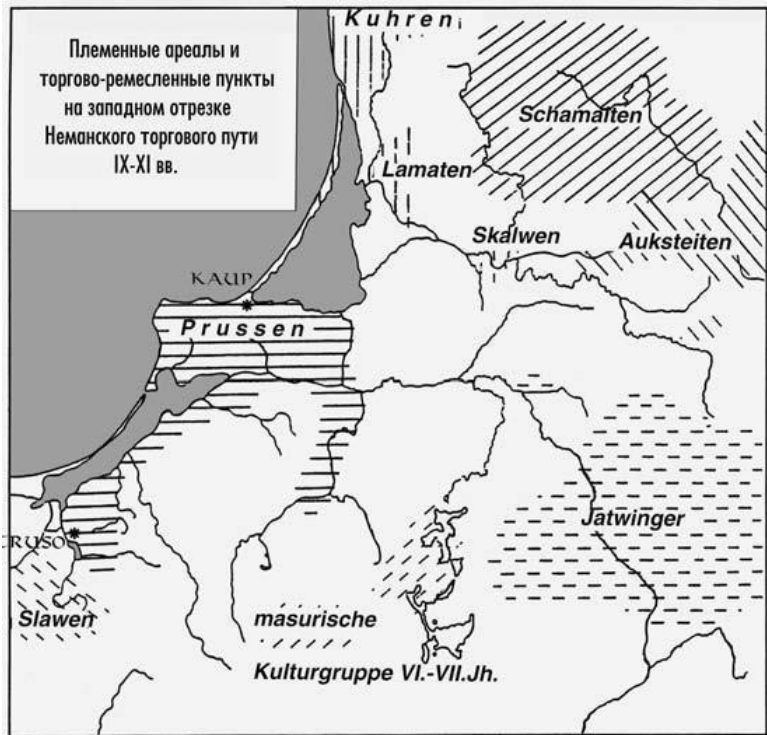 Племенные ареалы и
торгово-ремесленные пункты
на западном отрезке
Неманского торгового пути
IX-XI вв.
Kuhren
Schamaiten
Lamaten
Skalwen
Auksteiten
KAUP
Prussen
Jatwinger
RUSO
Slawen
masurische
Kulturgruppe VI.-VII.Jh.